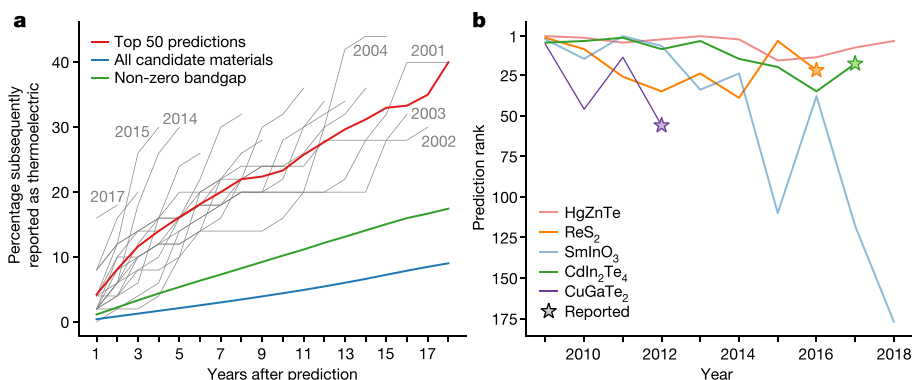 a
Percentage subsequently
reported as thermoelectric
40
30
20
10
0
Top 50 predictions
All candidate materials
Non-zero bandgap
2004
2001
2015
2014
2003
2002
2017
1
3
5
7
9
11
13
15
17
Years after prediction
b
Prediction rank
1
25
50
75
100
125
150
175
HgZnTe
ReS₂
SmInO₃
CdIn₂Te₄
CuGaTe₂
Reported
2010
2012
2014
2016
2018
Year